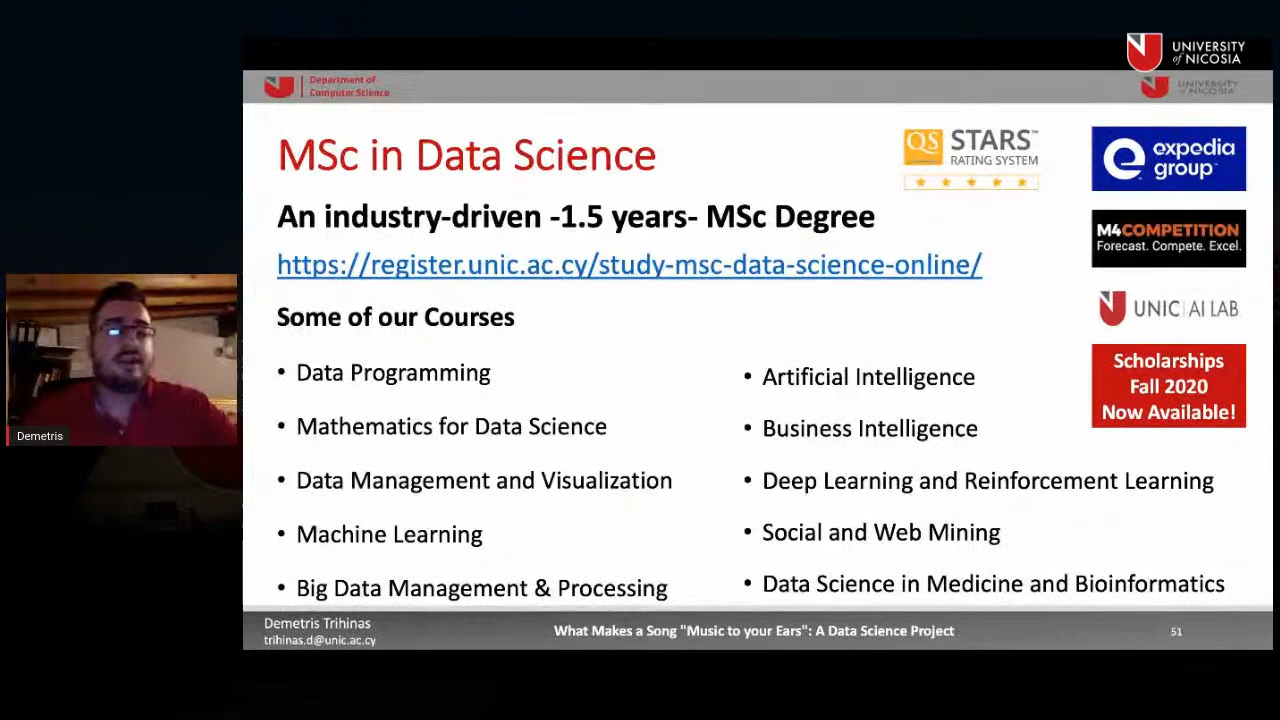 UNIVERSITY
of NICOSIA
Department of
Computer Science
UNIVERSITY
of NICOSIA
MSc in Data Science
QS STARS™
RATING SYSTEM
expedia
group™
An industry-driven -1.5 years- MSc Degree
M4COMPETITION
Forecast. Compete. Excel.
https://register.unic.ac.cy/study-msc-data-science-online/
UNIC | AI LAB
Some of our Courses
Scholarships
Fall 2020
Now Available!
• Data Programming
• Mathematics for Data Science
• Data Management and Visualization
• Machine Learning
• Big Data Management & Processing
• Artificial Intelligence
• Business Intelligence
• Deep Learning and Reinforcement Learning
• Social and Web Mining
• Data Science in Medicine and Bioinformatics
Demetris
Demetris Trihinas
trihinas.d@unic.ac.cy
What Makes a Song "Music to your Ears": A Data Science Project
51